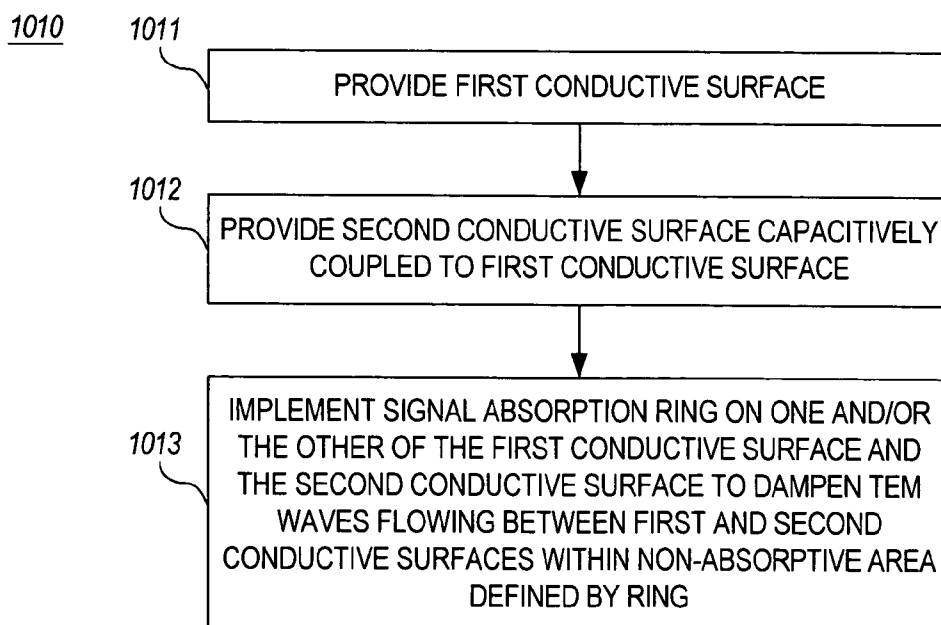 1010
1011
PROVIDE FIRST CONDUCTIVE SURFACE
1012
PROVIDE SECOND CONDUCTIVE SURFACE CAPACITIVELY
COUPLED TO FIRST CONDUCTIVE SURFACE
1013
IMPLEMENT SIGNAL ABSORPTION RING ON ONE AND/OR
THE OTHER OF THE FIRST CONDUCTIVE SURFACE AND
THE SECOND CONDUCTIVE SURFACE TO DAMPEN TEM
WAVES FLOWING BETWEEN FIRST AND SECOND
CONDUCTIVE SURFACES WITHIN NON-ABSORPTIVE AREA
DEFINED BY RING